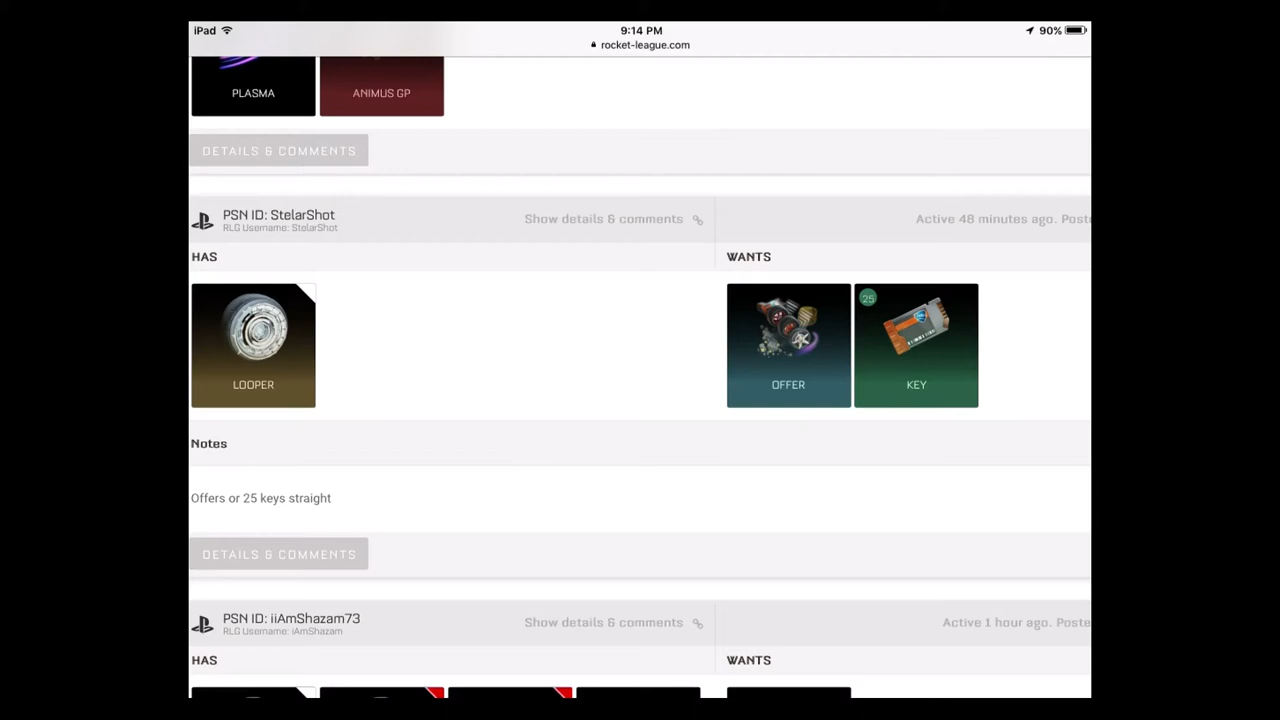 iPad 9:14 PM 90%
rocket-league.com
PLASMA ANIMUS GP
DETAILS & COMMENTS
PSN ID: StelarShot Show details & comments Active 48 minutes ago. Poste
RLG Username: StelarShot
HAS WANTS
25
LOOPER OFFER KEY
Notes
Offers or 25 keys straight
DETAILS & COMMENTS
PSN ID: iiAmShazam73 Show details & comments Active 1 hour ago. Poste
RLG Username: iAmShazam
HAS WANTS